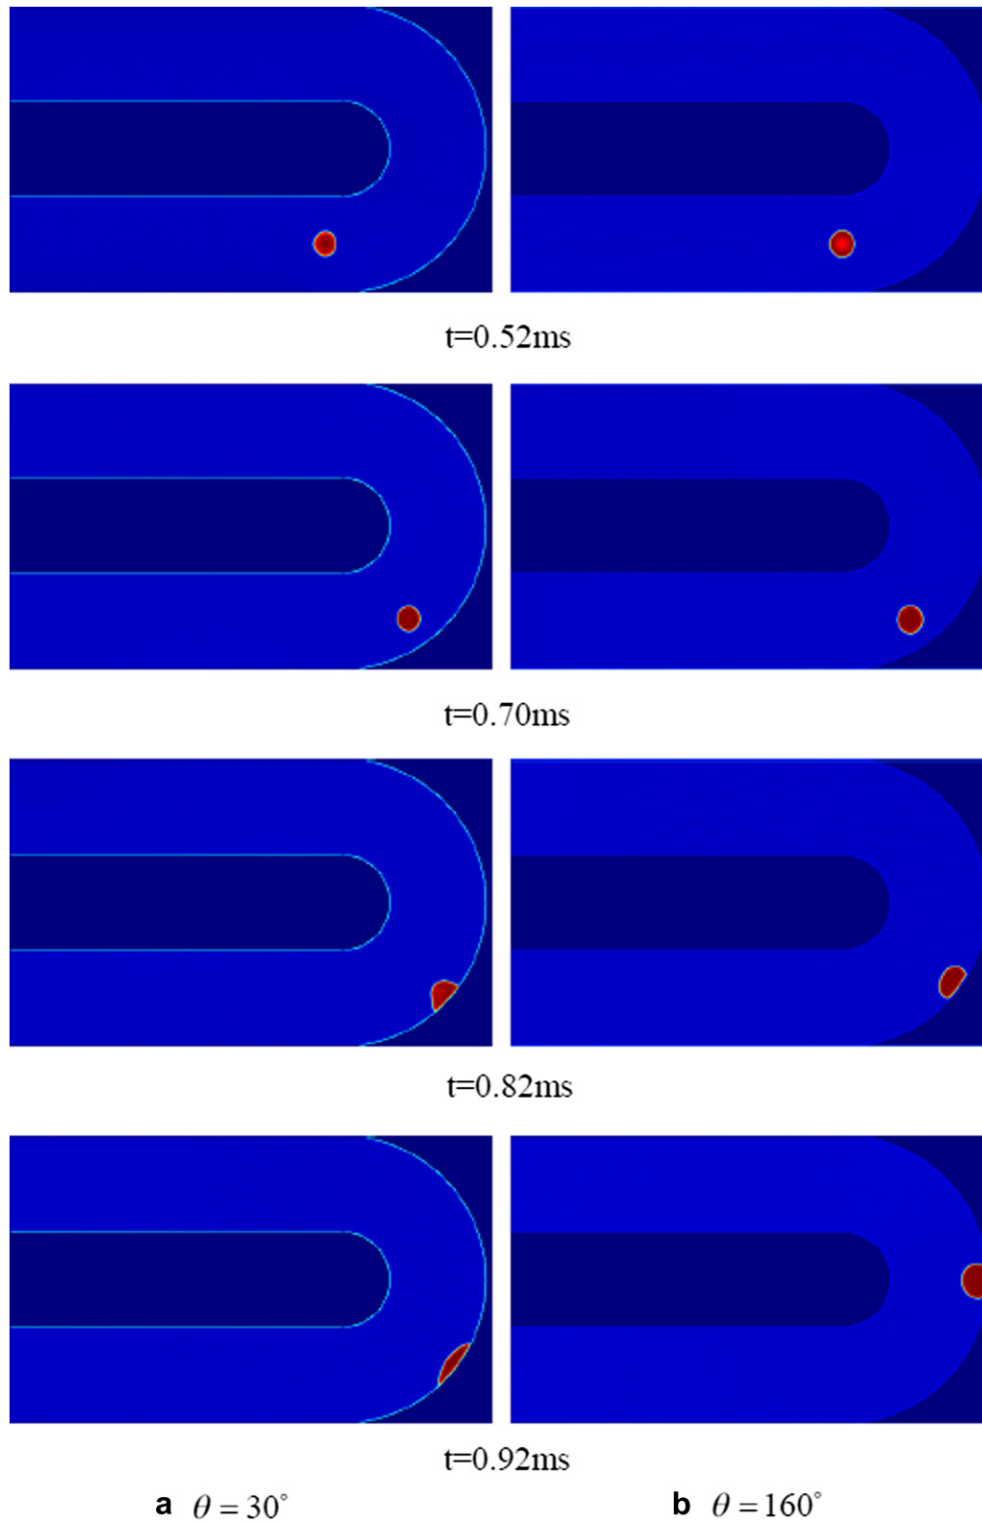 t=0.52ms
t=0.70ms
t=0.82ms
t=0.92ms
a θ = 30° b θ = 160°